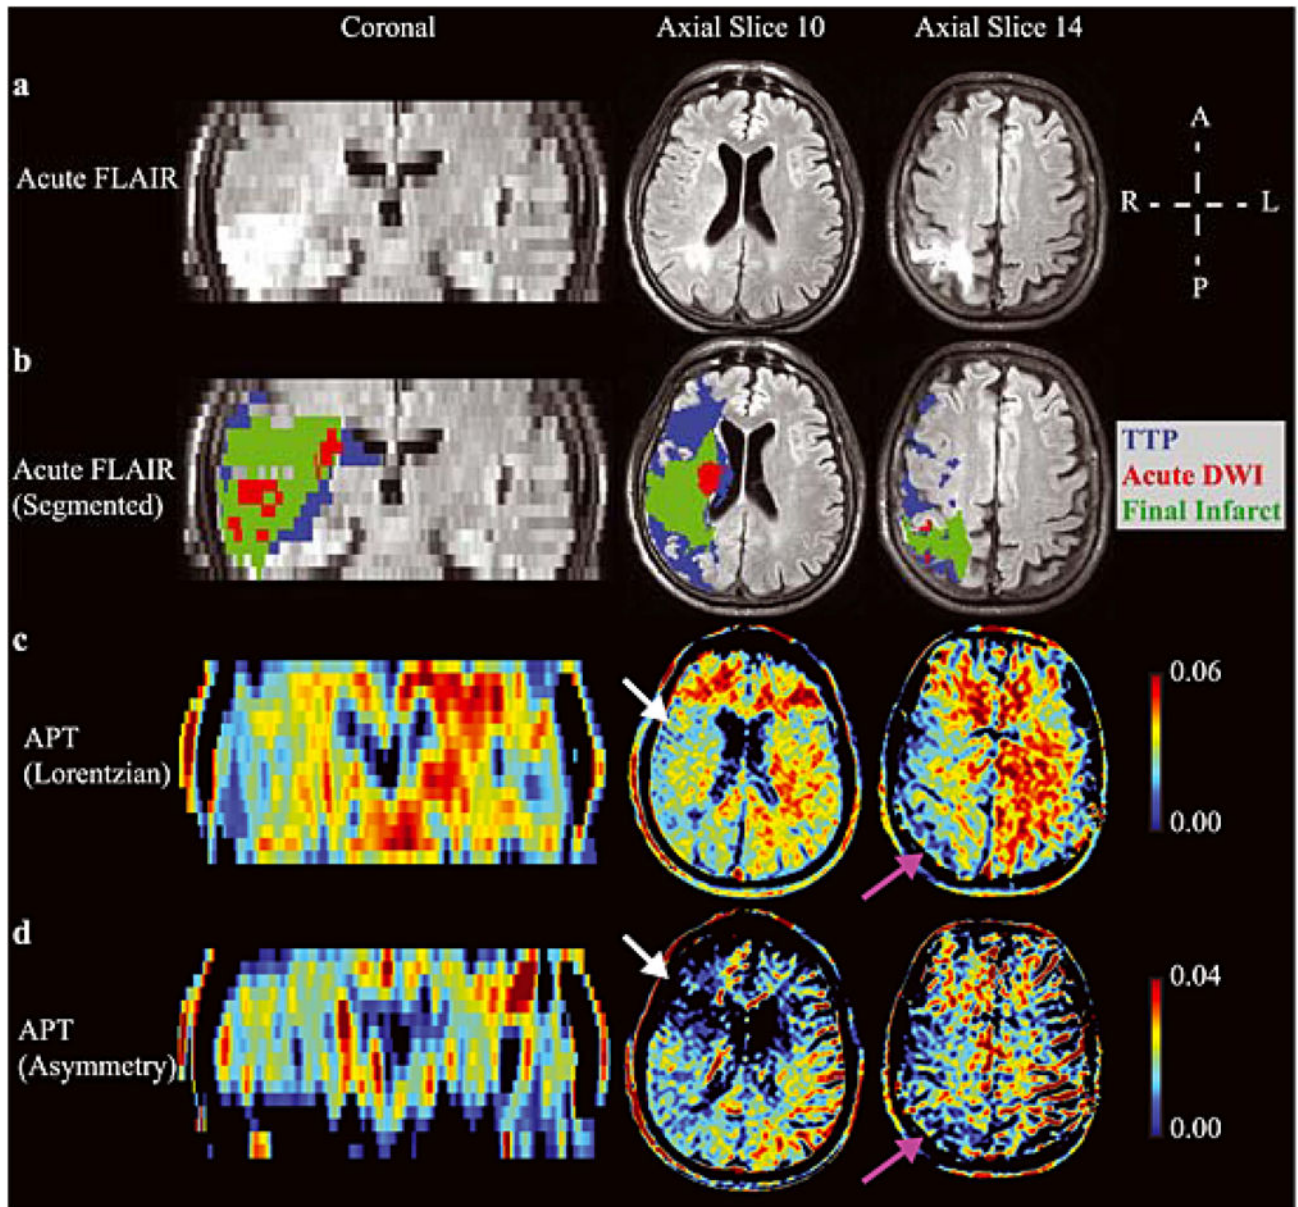 Coronal Axial Slice 10 Axial Slice 14
a
Acute FLAIR
A
R L
P
b
Acute FLAIR
(Segmented)
TTP
Acute DWI
Final Infarct
c
APT
(Lorentzian)
0.06
0.00
d
APT
(Asymmetry)
0.04
0.00